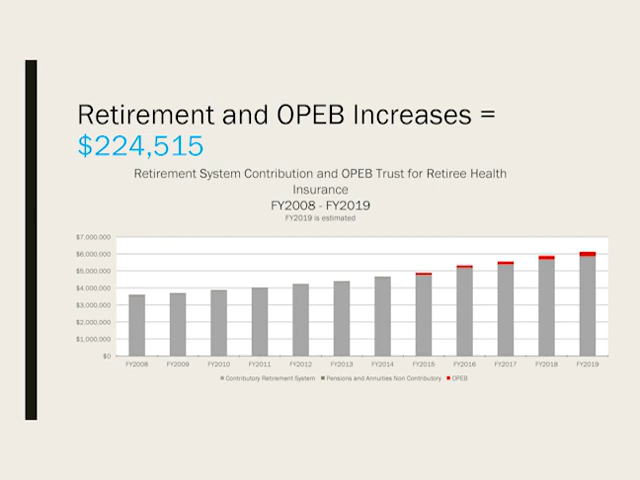 Retirement and OPEB Increases =
$224,515
Retirement System Contribution and OPEB Trust for Retiree Health
Insurance
FY2008 - FY2019
FY2019 is estimated
$7,000,000
$6,000,000
$5,000,000
$4,000,000
$3,000,000
$2,000,000
$1,000,000
$0
FY2008 FY2009 FY2010 FY2011 FY2012 FY2013 FY2014 FY2015 FY2016 FY2017 FY2018 FY2019
Contributory Retirement System Pensions and Annuities Non Contributory OPEB